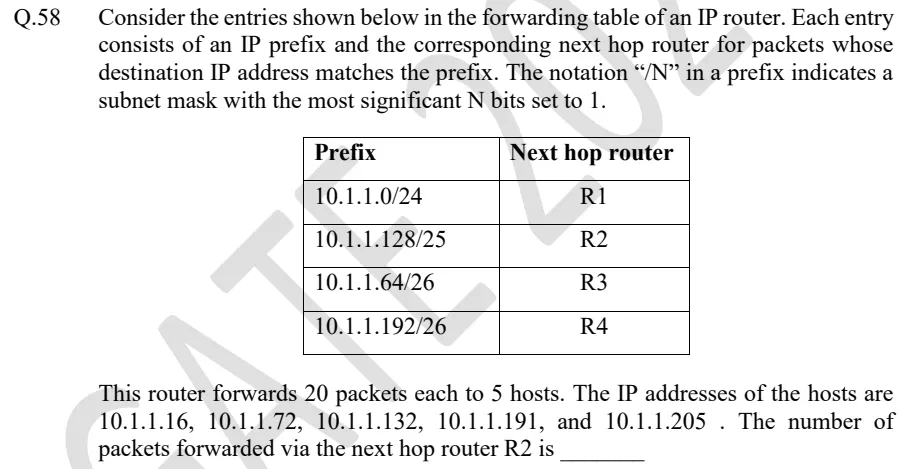 Q.58 Consider the entries shown below in the forwarding table of an IP router. Each entry
consists of an IP prefix and the corresponding next hop router for packets whose
destination IP address matches the prefix. The notation “/N” in a prefix indicates a
subnet mask with the most significant N bits set to 1.
Prefix Next hop router
10.1.1.0/24 R1
10.1.1.128/25 R2
10.1.1.64/26 R3
10.1.1.192/26 R4
This router forwards 20 packets each to 5 hosts. The IP addresses of the hosts are
10.1.1.16, 10.1.1.72, 10.1.1.132, 10.1.1.191, and 10.1.1.205 . The number of
packets forwarded via the next hop router R2 is ________
GATE 202